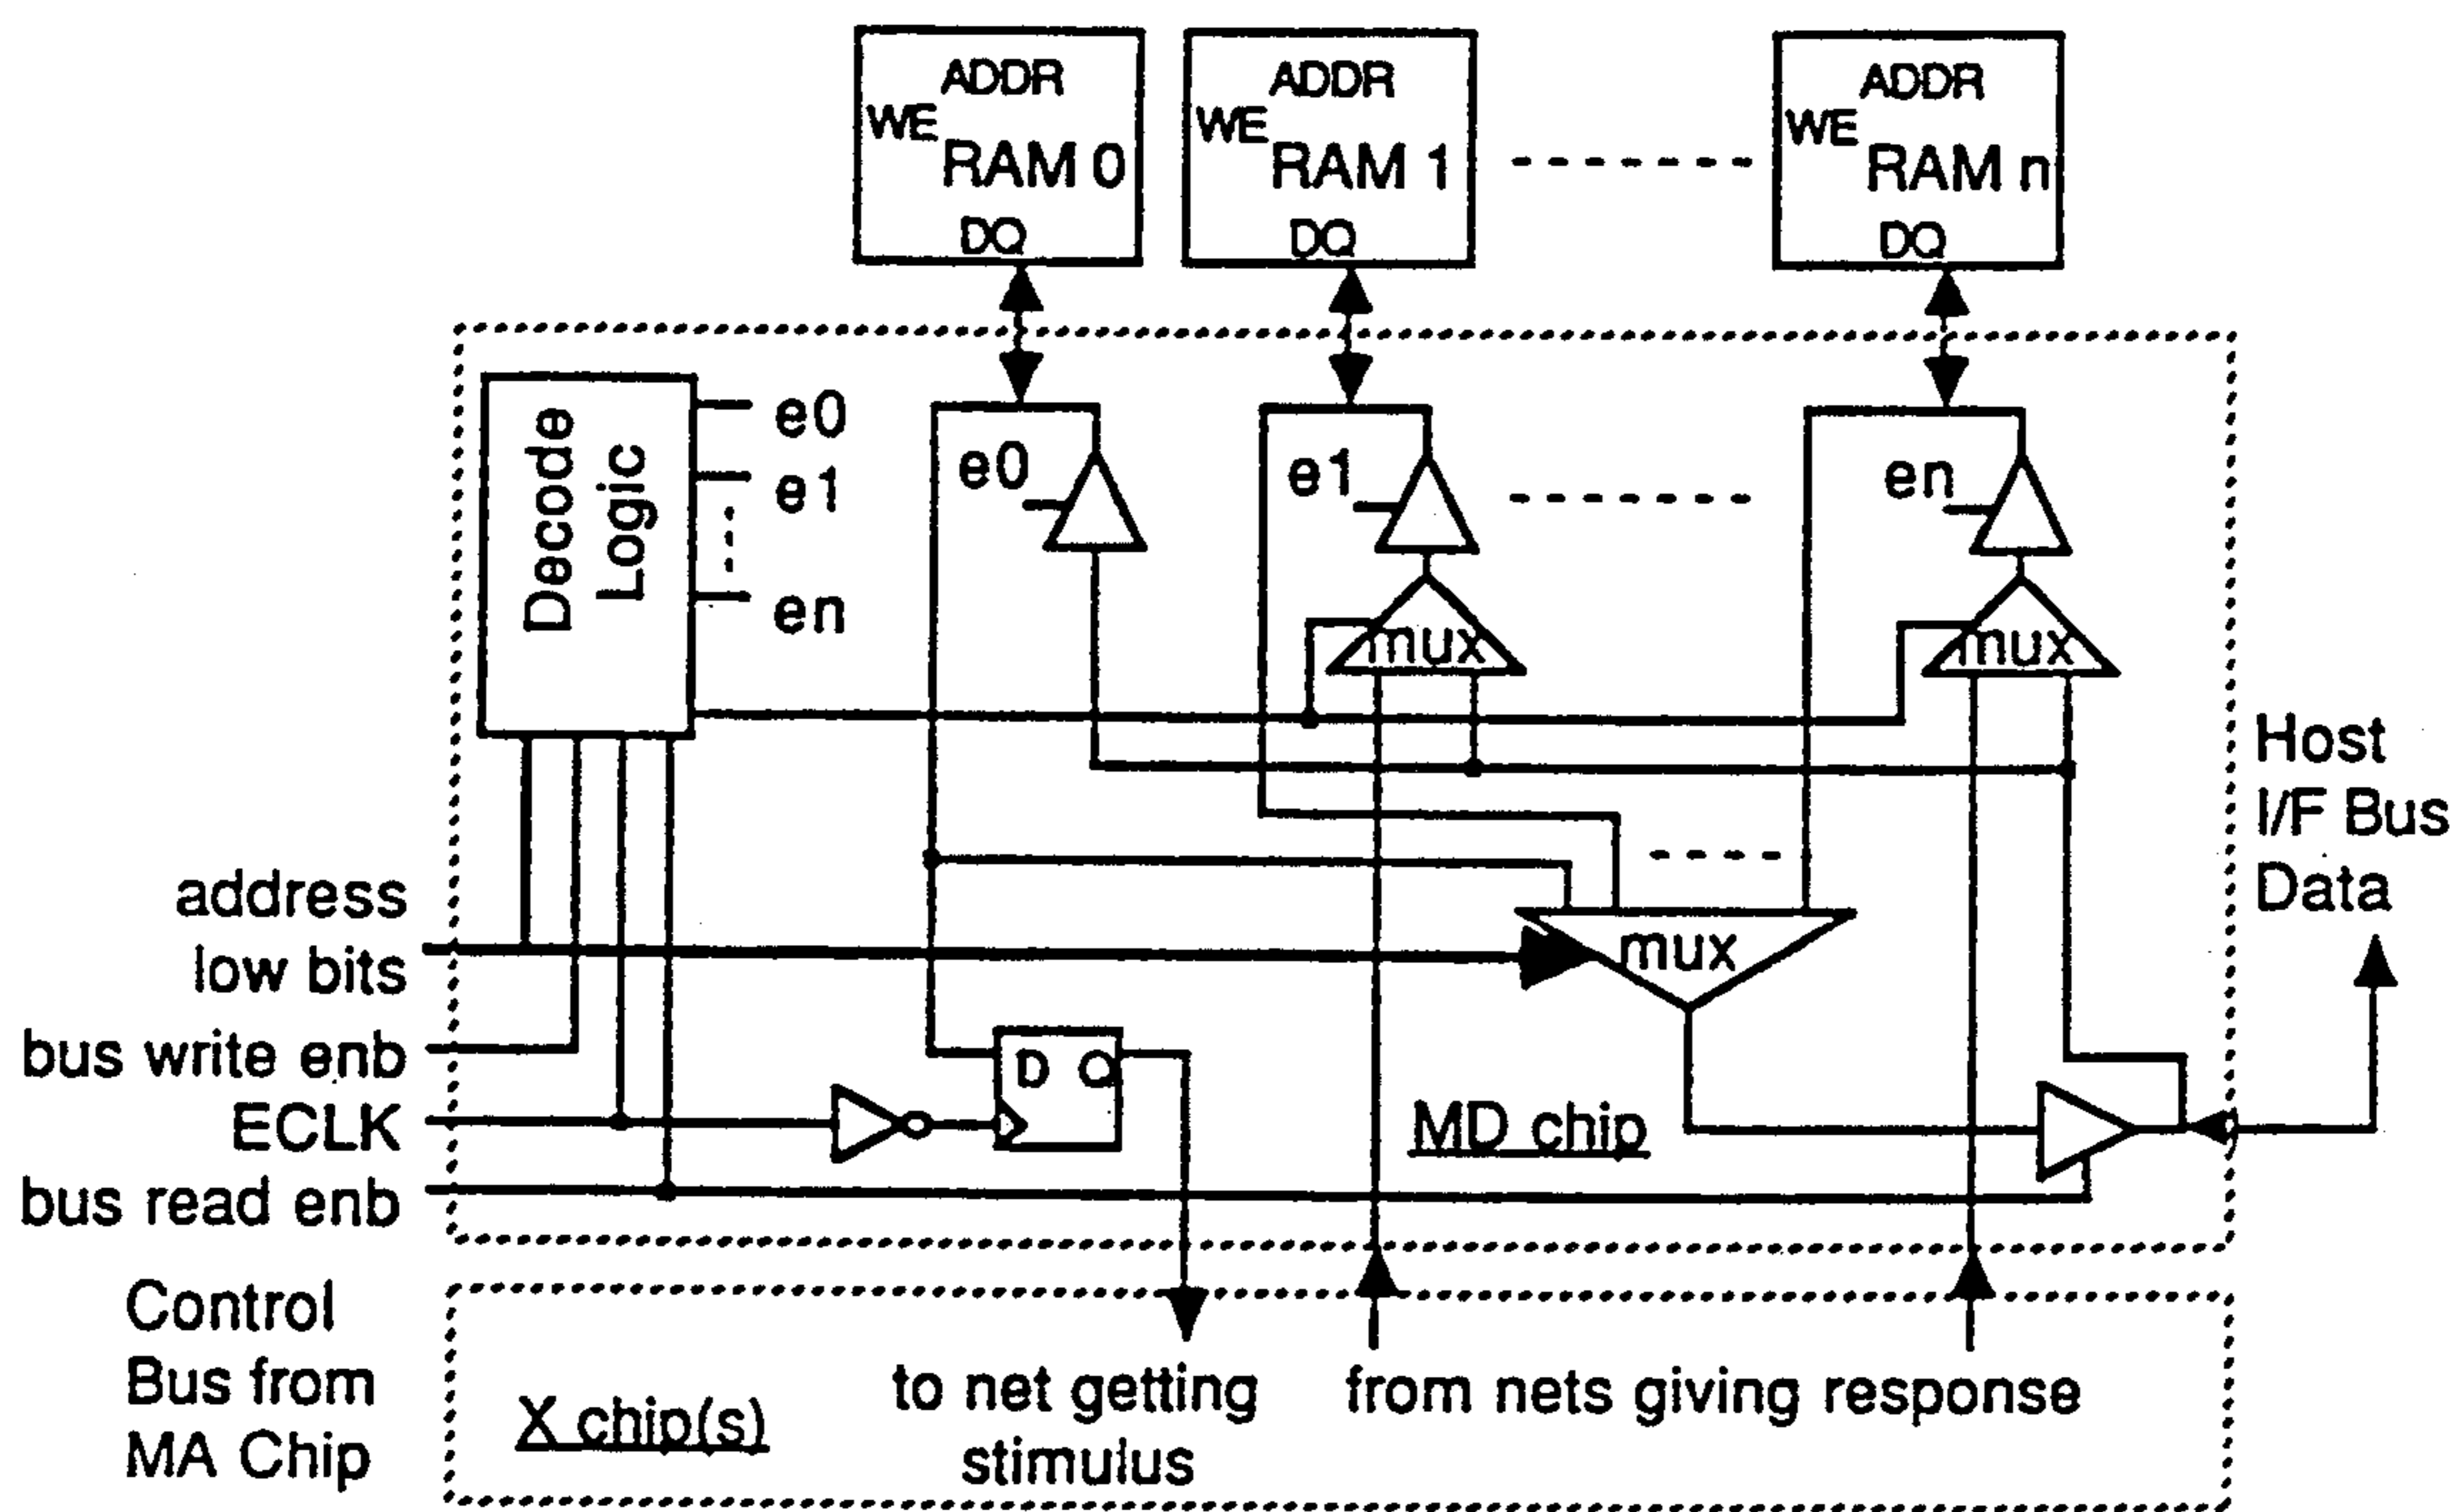 ADDR
WE
RAM 0
DQ
ADDR
WE
RAM 1
DQ
ADDR
WE
RAM n
DQ
Decode
Logic
e0
e1
en
e0
e1
en
mux
mux
mux
Host
I/F Bus
Data
address
low bits
bus write enb
ECLK
bus read enb
D Q
MD chip
Control
Bus from
MA Chip
X chip(s)
to net getting
stimulus
from nets giving response